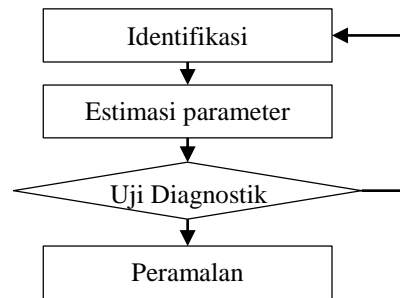 Identifikasi
Estimasi parameter
Uji Diagnostik
Peramalan